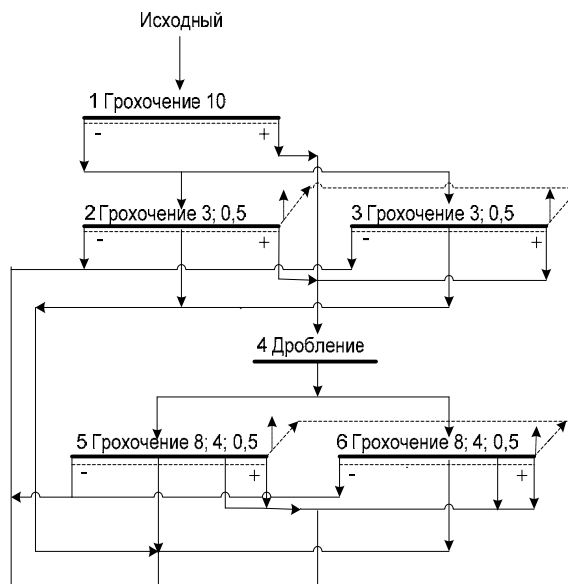 Исходный
1 Грохочение 10
- +
2 Грохочение 3; 0,5
3 Грохочение 3; 0,5
- +
- +
4 Дробление
5 Грохочение 8; 4; 0,5
6 Грохочение 8; 4; 0,5
- +
- +